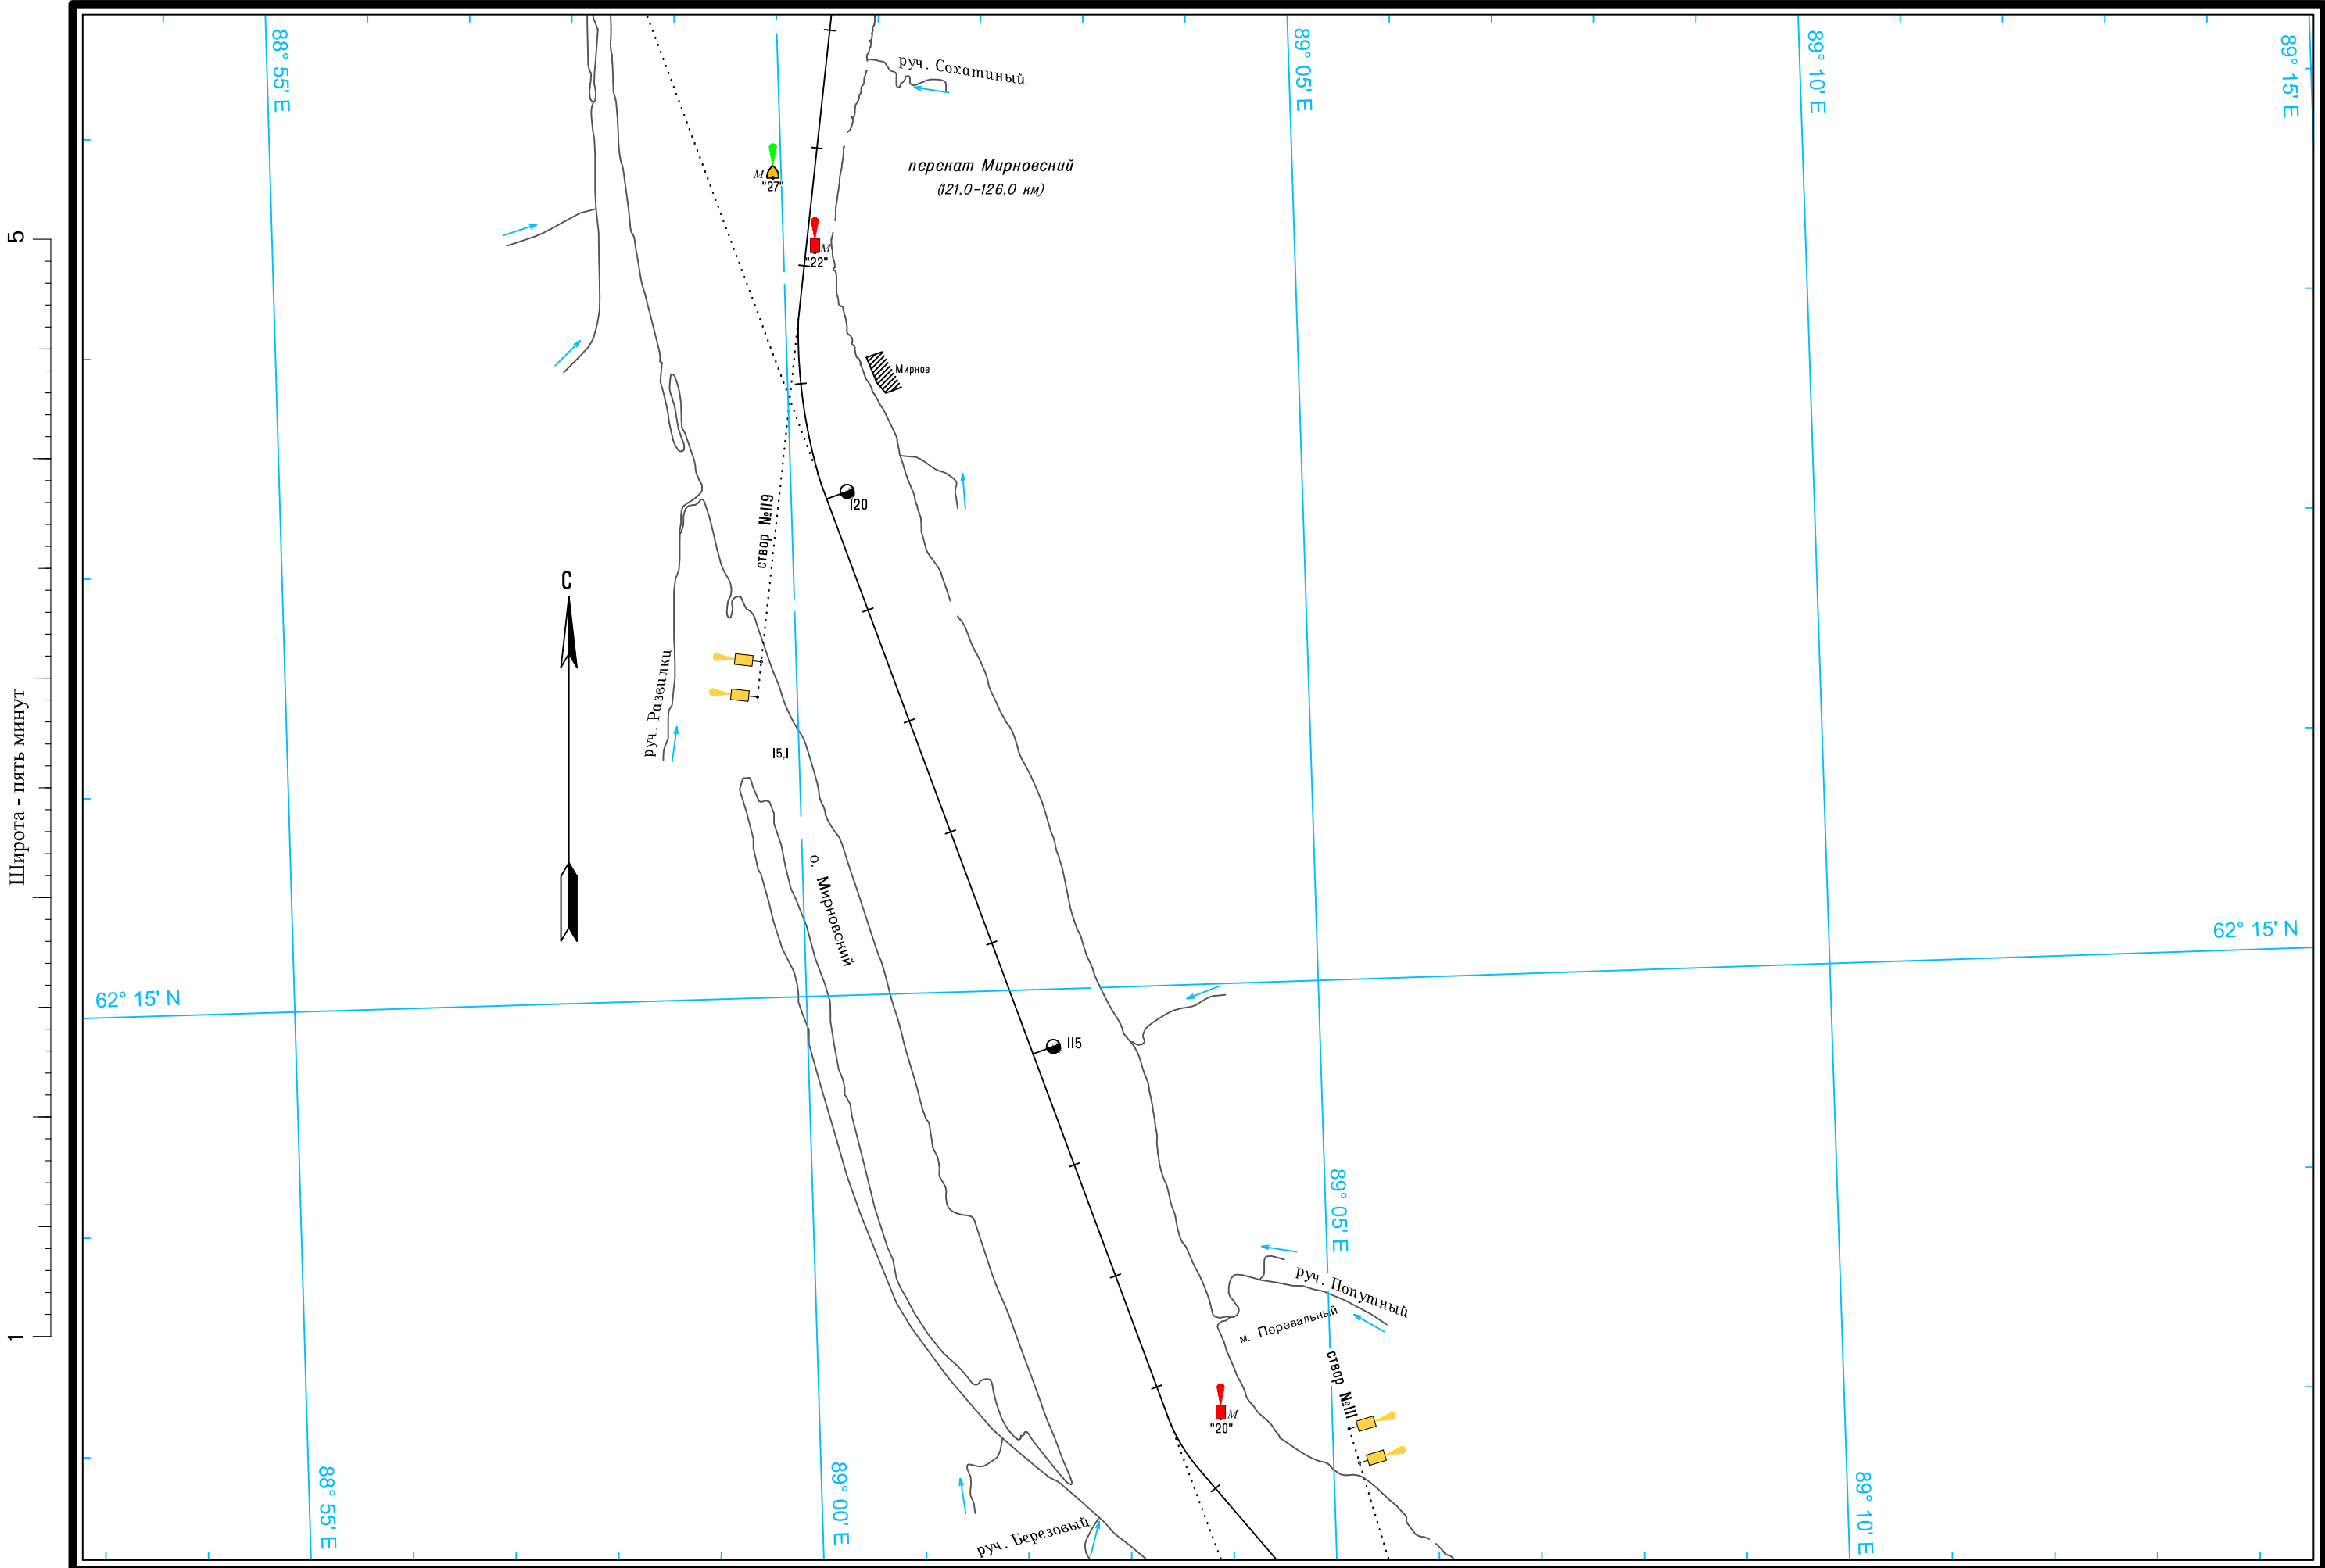 88° 55' E
89° 05' E
89° 10' E
89° 15' E
руч. Сохатиный
перекат Мирновский
(121,0-126,0 км)
М
"27"
5
М
"22"
Мирное
120
створ №119
С
руч. Развилки
Широта - пять минут
15,1
о. Мирновский
62° 15' N
62° 15' N
115
89° 05' E
руч. Попутный
м. Перевальный
1
створ №111
М
"20"
88° 55' E
89° 00' E
89° 10' E
руч. Березовый